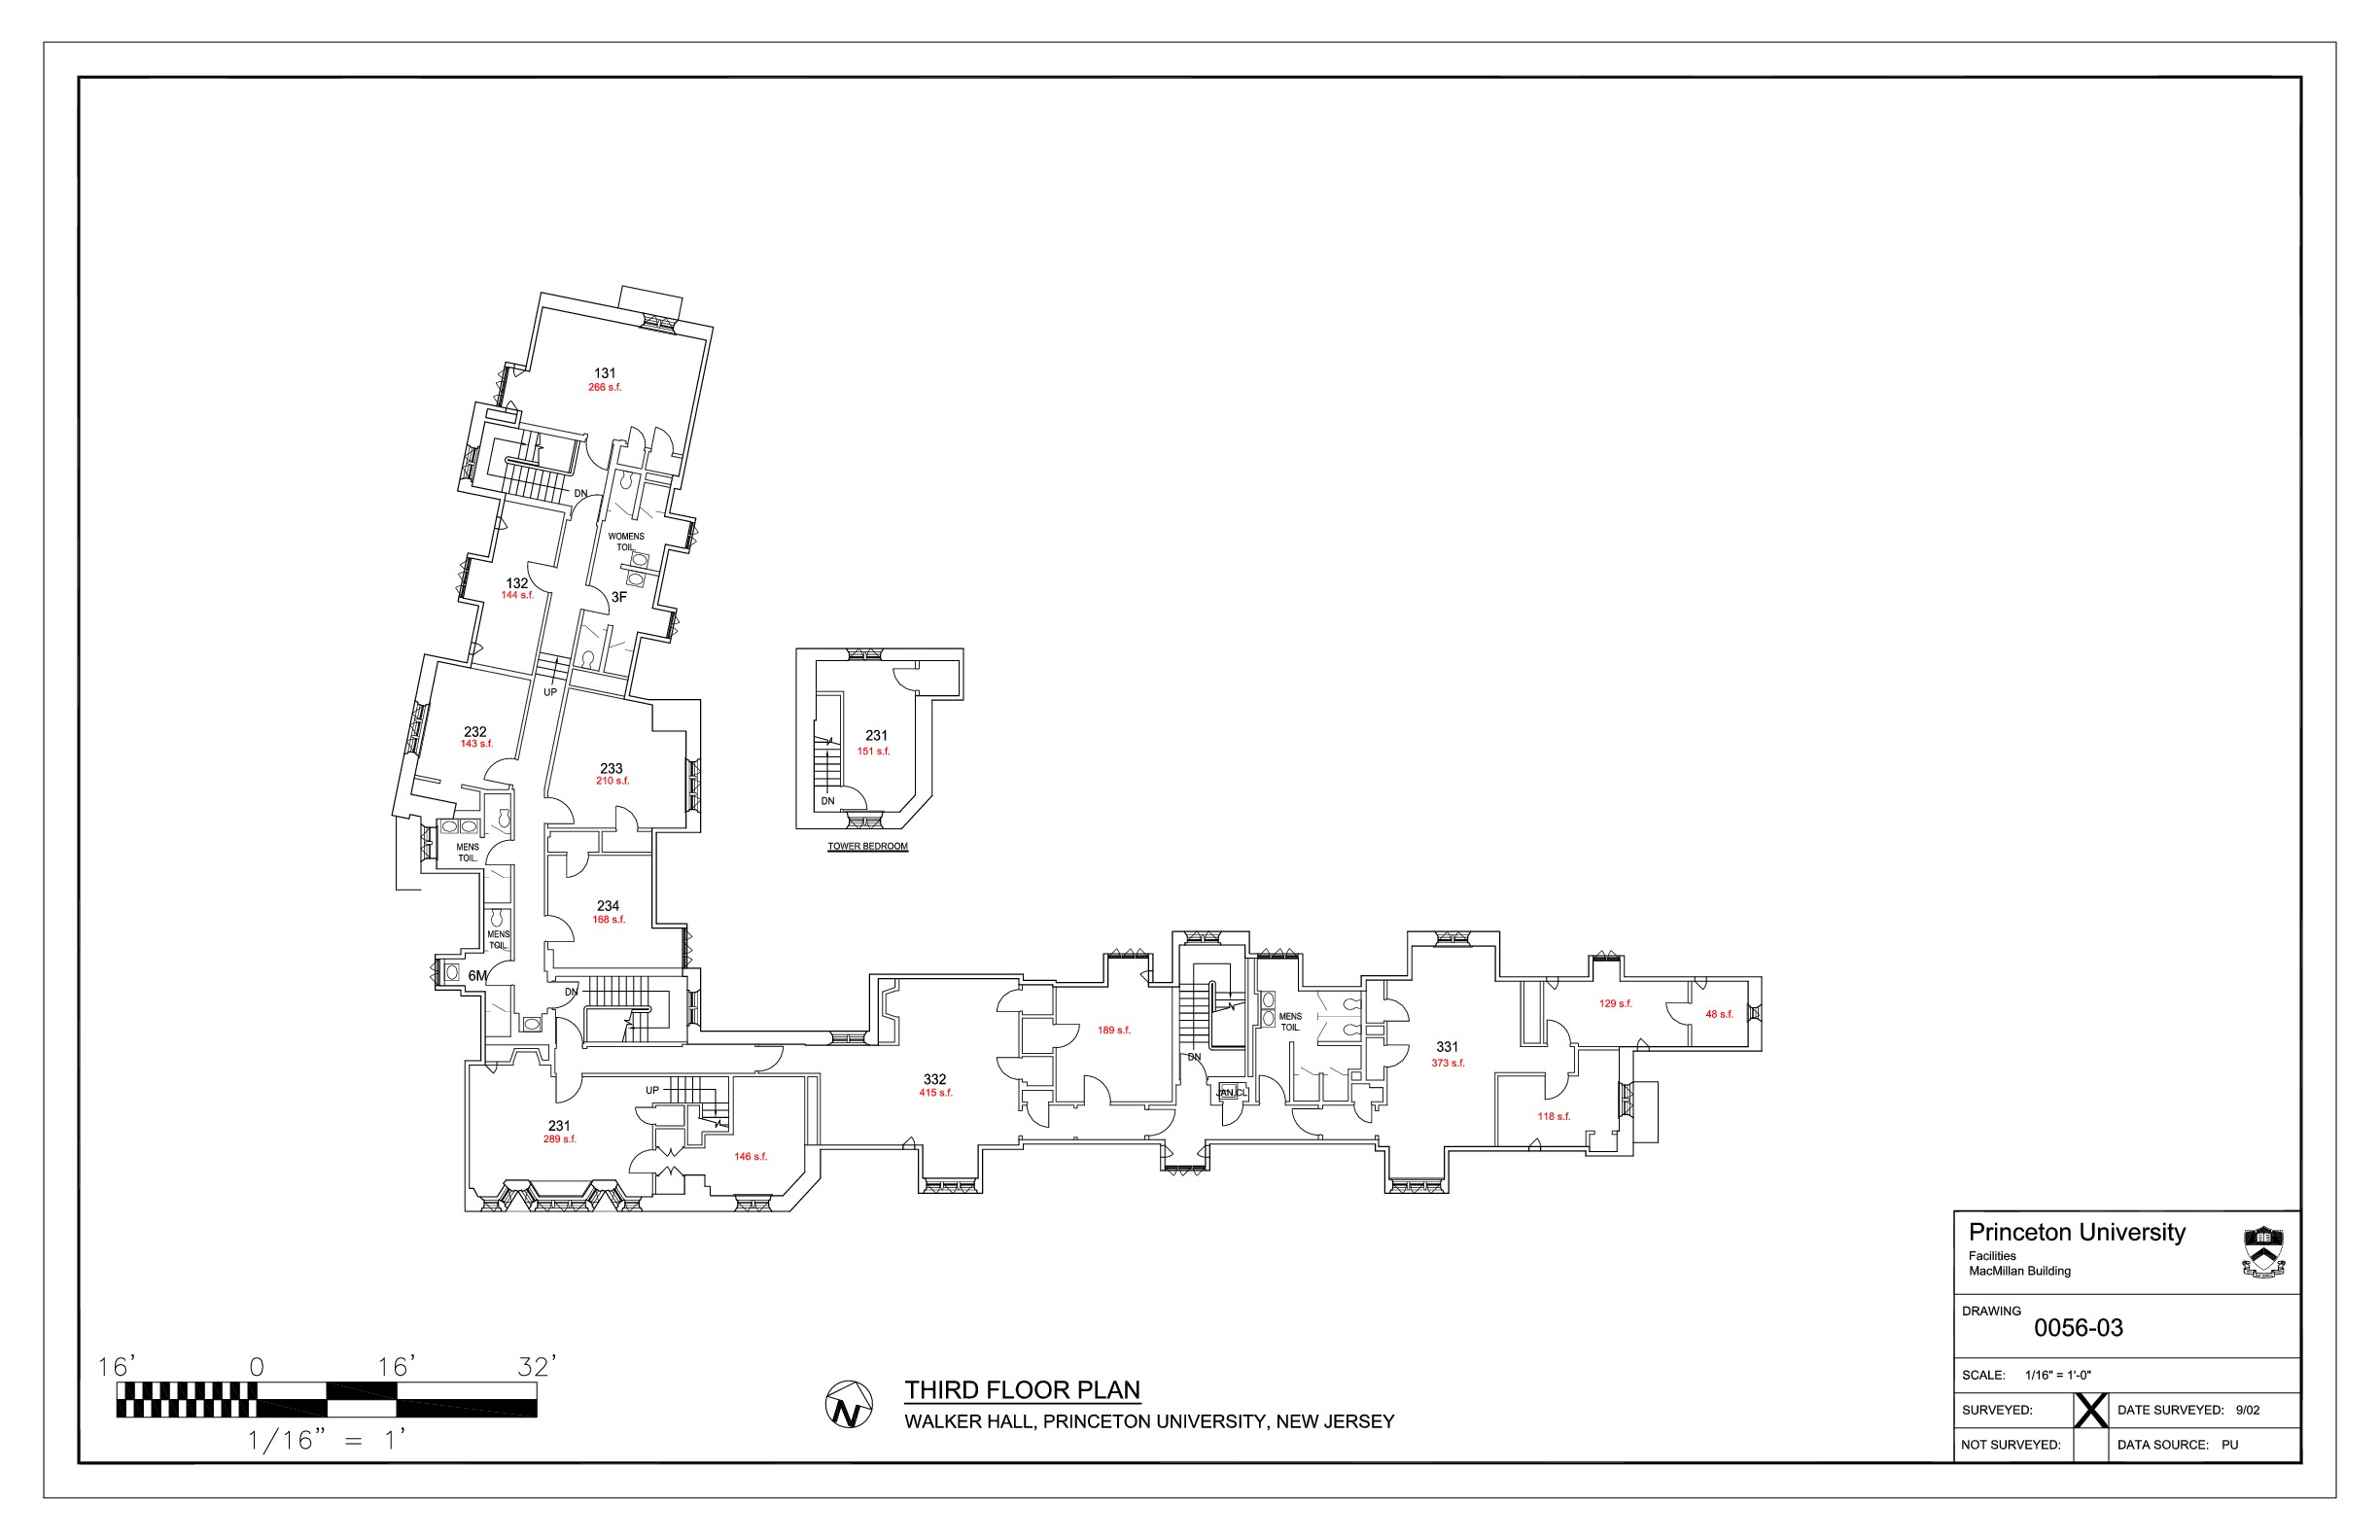 131
266 s.f.
DN
WOMENS
TOIL.
132
144 s.f.
3F
UP
232
143 s.f.
233
210 s.f.
MENS
TOIL.
234
168 s.f.
MENS
TOIL.
6M
DN
UP
231
289 s.f.
146 s.f.
231
151 s.f.
DN
TOWER BEDROOM
332
415 s.f.
189 s.f.
DN
JAN.CL
MENS
TOIL.
331
373 s.f.
129 s.f.
48 s.f.
118 s.f.
16' 0 16' 32'
1/16" = 1'
N
THIRD FLOOR PLAN
WALKER HALL, PRINCETON UNIVERSITY, NEW JERSEY
Princeton University
Facilities
MacMillan Building
DRAWING
0056-03
SCALE: 1/16" = 1'-0"
SURVEYED: X DATE SURVEYED: 9/02
NOT SURVEYED: DATA SOURCE: PU